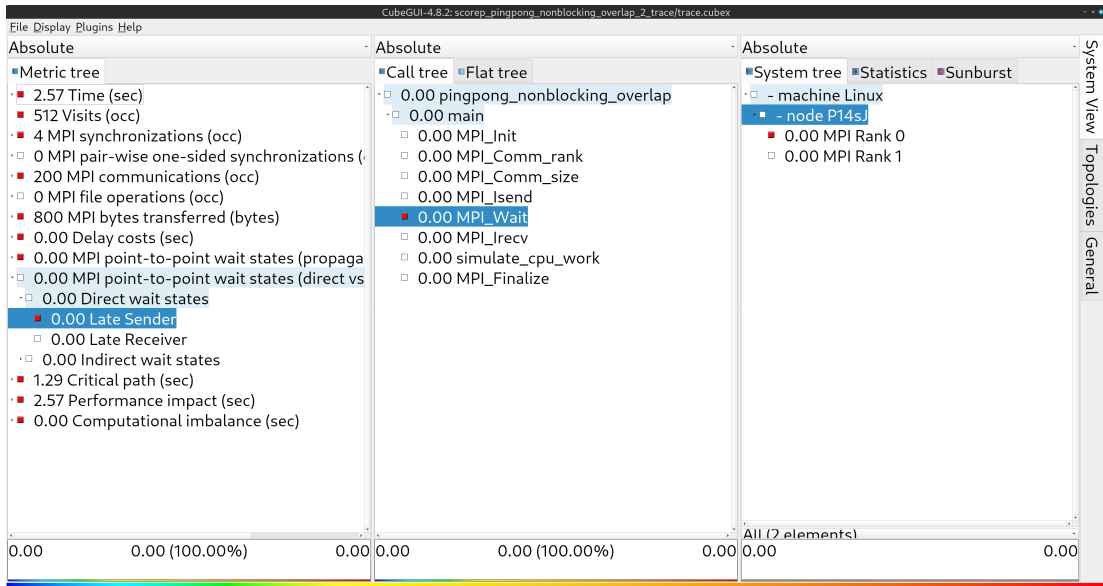 CubeGUI-4.8.2: scorep_pingpong_nonblocking_overlap_2_trace/trace.cubex
File Display Plugins Help
Absolute
Metric tree
2.57 Time (sec)
512 Visits (occ)
4 MPI synchronizations (occ)
0 MPI pair-wise one-sided synchronizations (
200 MPI communications (occ)
0 MPI file operations (occ)
800 MPI bytes transferred (bytes)
0.00 Delay costs (sec)
0.00 MPI point-to-point wait states (propaga
0.00 MPI point-to-point wait states (direct vs
0.00 Direct wait states
0.00 Late Sender
0.00 Late Receiver
0.00 Indirect wait states
1.29 Critical path (sec)
2.57 Performance impact (sec)
0.00 Computational imbalance (sec)
0.00 0.00 (100.00%) 0.00
Absolute
Call tree Flat tree
0.00 pingpong_nonblocking_overlap
0.00 main
0.00 MPI_Init
0.00 MPI_Comm_rank
0.00 MPI_Comm_size
0.00 MPI_Isend
0.00 MPI_Wait
0.00 MPI_Irecv
0.00 simulate_cpu_work
0.00 MPI_Finalize
0.00 0.00 (100.00%) 0.00
Absolute
System tree Statistics Sunburst
- machine Linux
- node P14sJ
0.00 MPI Rank 0
0.00 MPI Rank 1
All (2 elements)
0.00 0.00
System View
Topologies
General